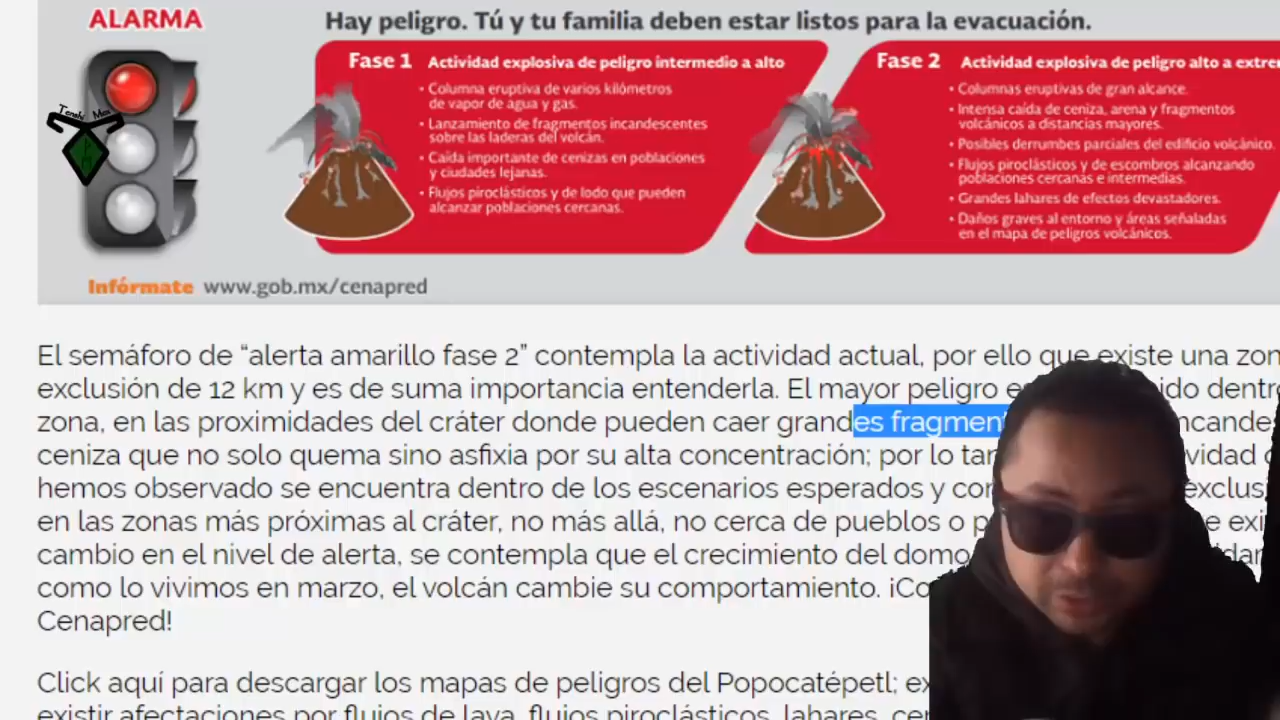 ALARMA
Hay peligro. Tú y tu familia deben estar listos para la evacuación.
Fase 1 Actividad explosiva de peligro intermedio a alto
• Columna eruptiva de varios kilómetros
de vapor de agua y gas.
• Lanzamiento de fragmentos incandescentes
sobre las laderas del volcán.
• Caída importante de cenizas en poblaciones
y ciudades lejanas.
• Flujos piroclásticos y de lodo que pueden
alcanzar poblaciones cercanas.
Fase 2 Actividad explosiva de peligro alto a
• Columnas eruptivas de gran alcance.
• Intensa caída de ceniza, arena y fragmentos
volcánicos a distancias mayores.
• Posibles derrumbes parciales del edificio volcánico.
• Flujos piroclásticos y de escombros alcanzando
poblaciones cercanas e intermedias.
• Grandes lahares de efectos devastadores.
• Daños graves al entorno y áreas señaladas
en el mapa de peligros volcánicos.
Tenshi Mex
Infórmate www.gob.mx/cenapred
El semáforo de “alerta amarillo fase 2” contempla la actividad actual, por ello que existe una
exclusión de 12 km y es de suma importancia entenderla. El mayor peligro
zona, en las proximidades del cráter donde pueden caer grandes
ceniza que no solo quema sino asfixia por su alta concentración; por lo
hemos observado se encuentra dentro de los escenarios esperados y
en las zonas más próximas al cráter, no más allá, no cerca de pueblos o
cambio en el nivel de alerta, se contempla que el crecimiento del domo
como lo vivimos en marzo, el volcán cambie su comportamiento.
Cenapred!
Click aquí para descargar los mapas de peligros del Popocatépetl;
existir afectaciones por flujos de lava, flujos piroclásticos, lahares,